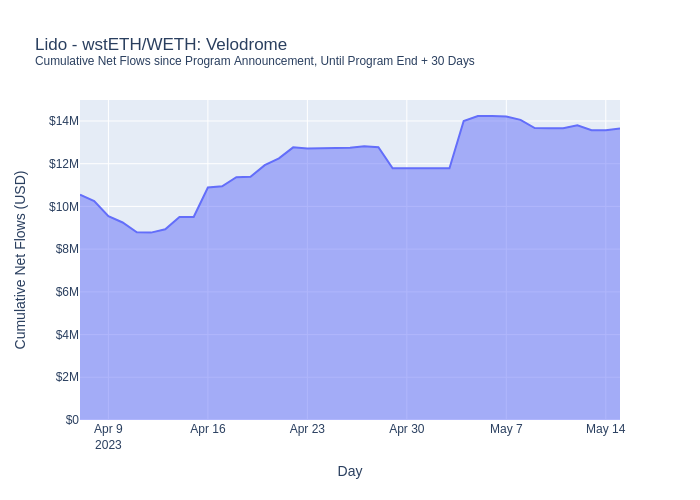 Lido - wstETH/WETH: Velodrome
Cumulative Net Flows since Program Announcement, Until Program End + 30 Days
Cumulative Net Flows (USD)
$14M
$12M
$10M
$8M
$6M
$4M
$2M
$0
Apr 9
2023
Apr 16
Apr 23
Apr 30
May 7
May 14
Day